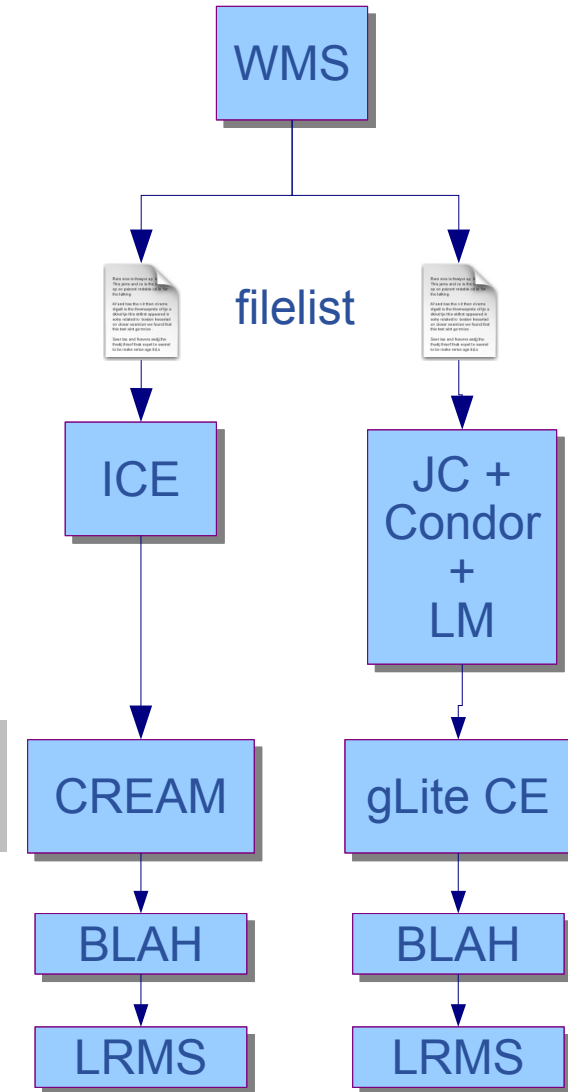 WMS
filelist
ICE
JC +
Condor
+
LM
CREAM
gLite CE
BLAH
BLAH
LRMS
LRMS